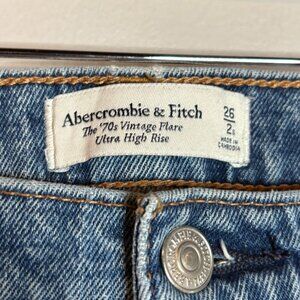 Abercrombie & Fitch
The '70s Vintage Flare
Ultra High Rise
26
2s
MADE IN
CAMBODIA